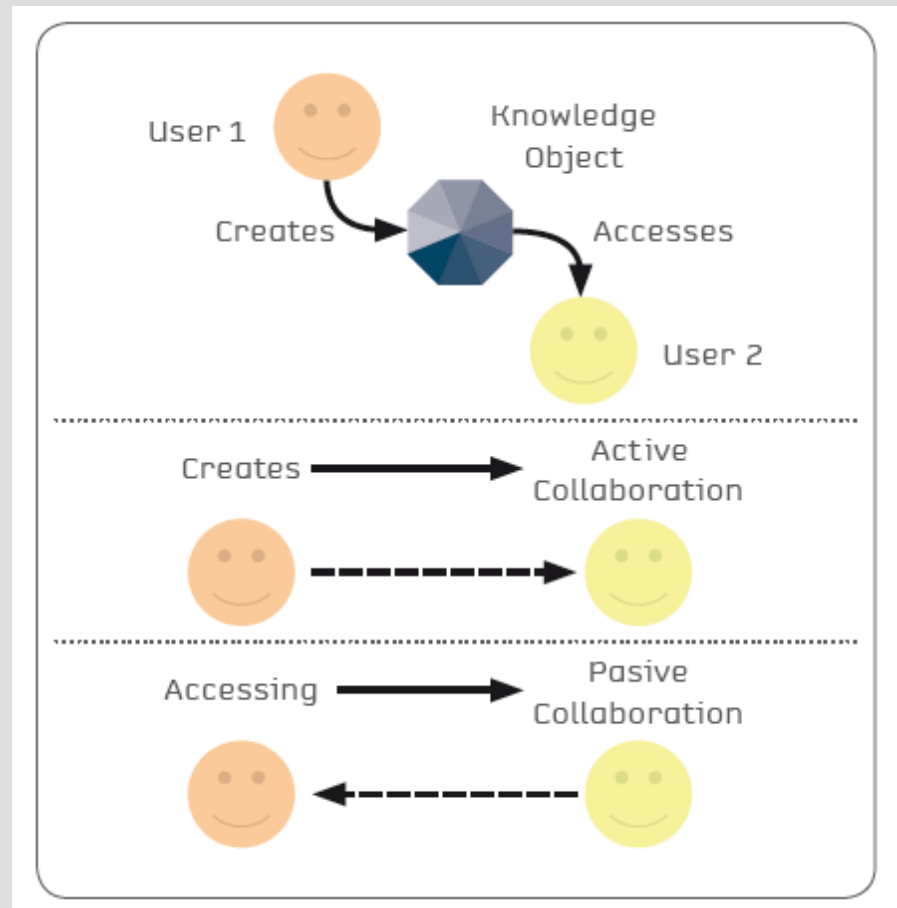 User 1
Knowledge
Object
Creates
Accesses
User 2
Creates
Active
Collaboration
Accessing
Pasive
Collaboration